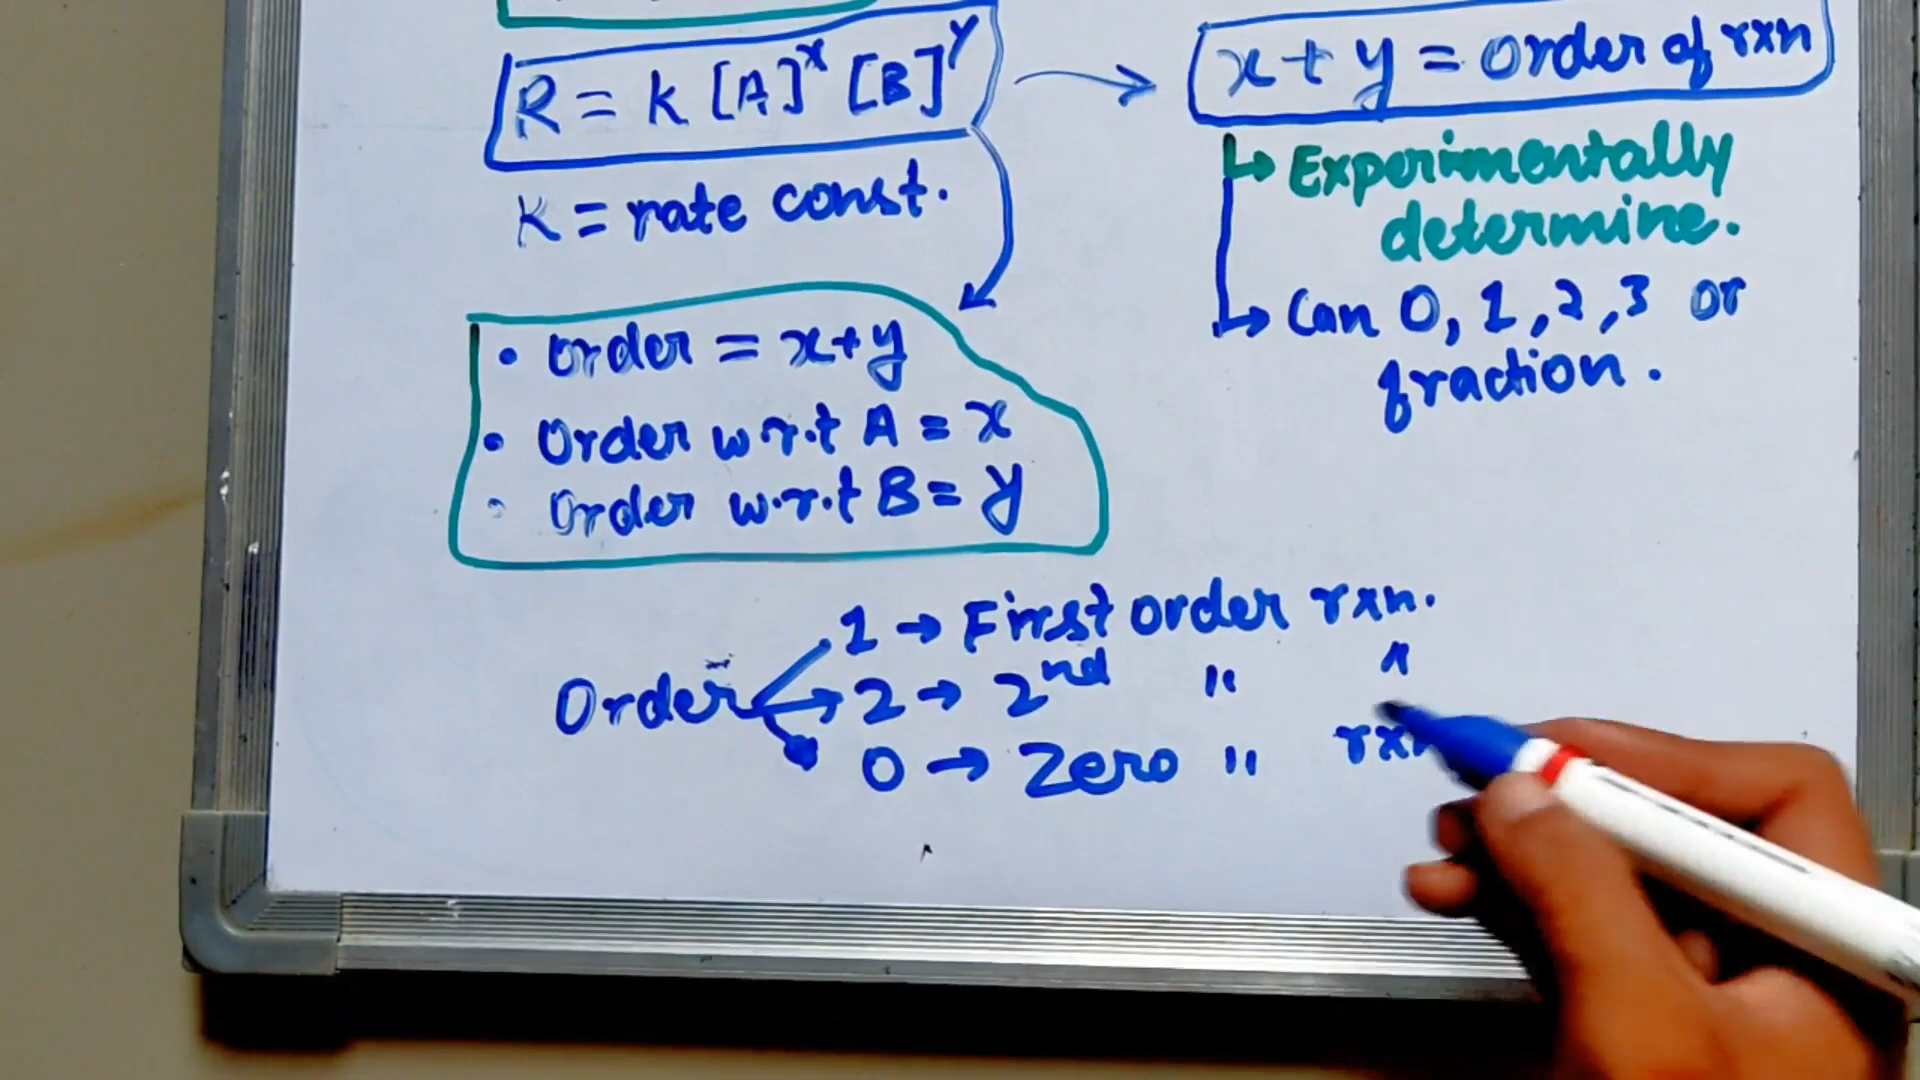 R = K [A]^x [B]^y
x + y = order of rxn
K = rate const.
Experimentally
determine.
Can 0, 1, 2, 3 or
fraction.
• Order = x+y
• Order w.r.t A = x
• Order w.r.t B = y
Order
1 → First order rxn.
2 → 2nd " "
0 → Zero " rxn